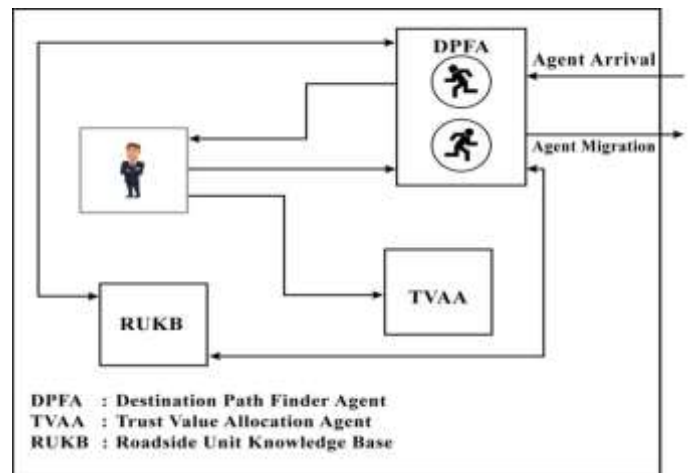 DPFA
Agent Arrival
Agent Migration
TVAA
RUKB
DPFA : Destination Path Finder Agent
TVAA : Trust Value Allocation Agent
RUKB : Roadside Unit Knowledge Base